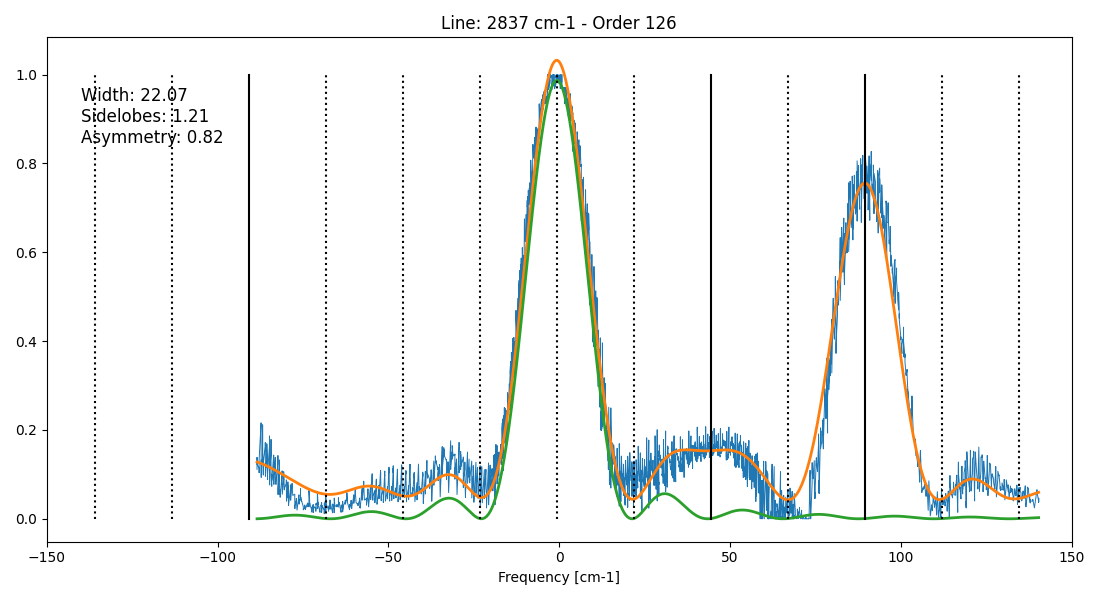 Line: 2837 cm-1 - Order 126
Width: 22.07
Sidelobes: 1.21
Asymmetry: 0.82
1.0
0.8
0.6
0.4
0.2
0.0
−150 −100 −50 0 50 100 150
Frequency [cm-1]